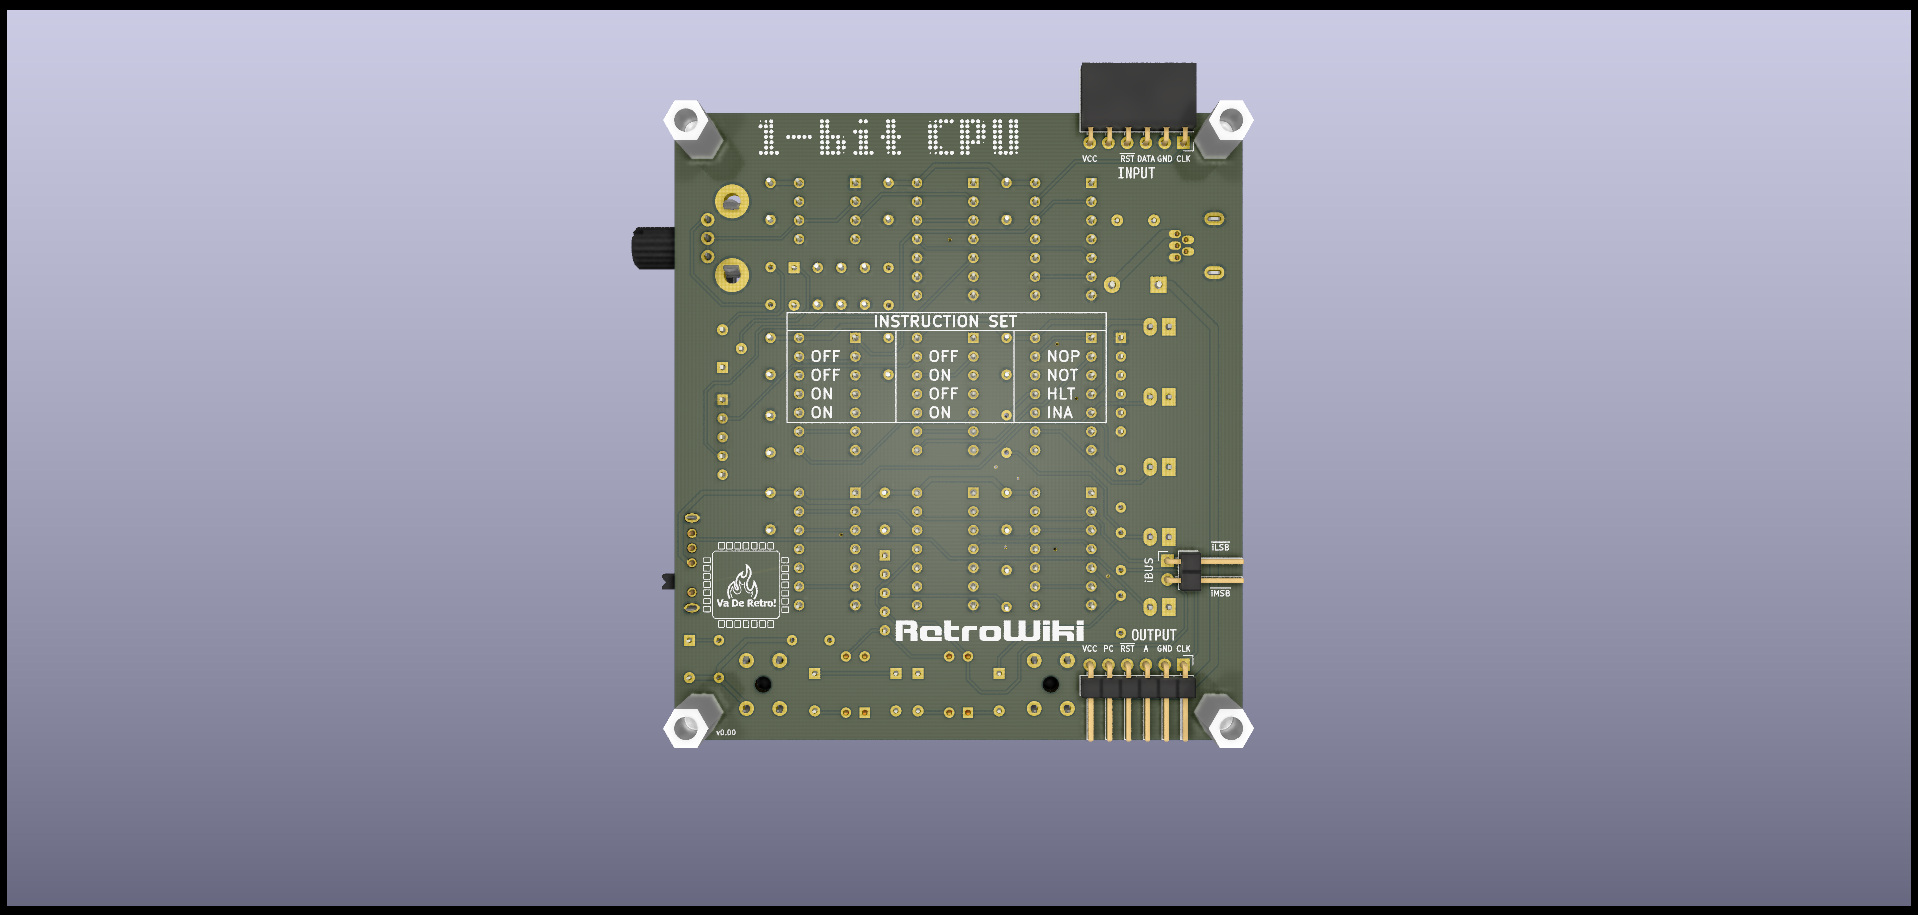 1-bit CPU
VCC RST DATA GND CLK
INPUT
INSTRUCTION SET
OFF OFF NOP
OFF ON NOT
ON OFF HLT
ON ON INA
iLSB
iBUS
iMSB
Va De Retro!
RetroWiki
OUTPUT
VCC PC RST A GND CLK
v0.00